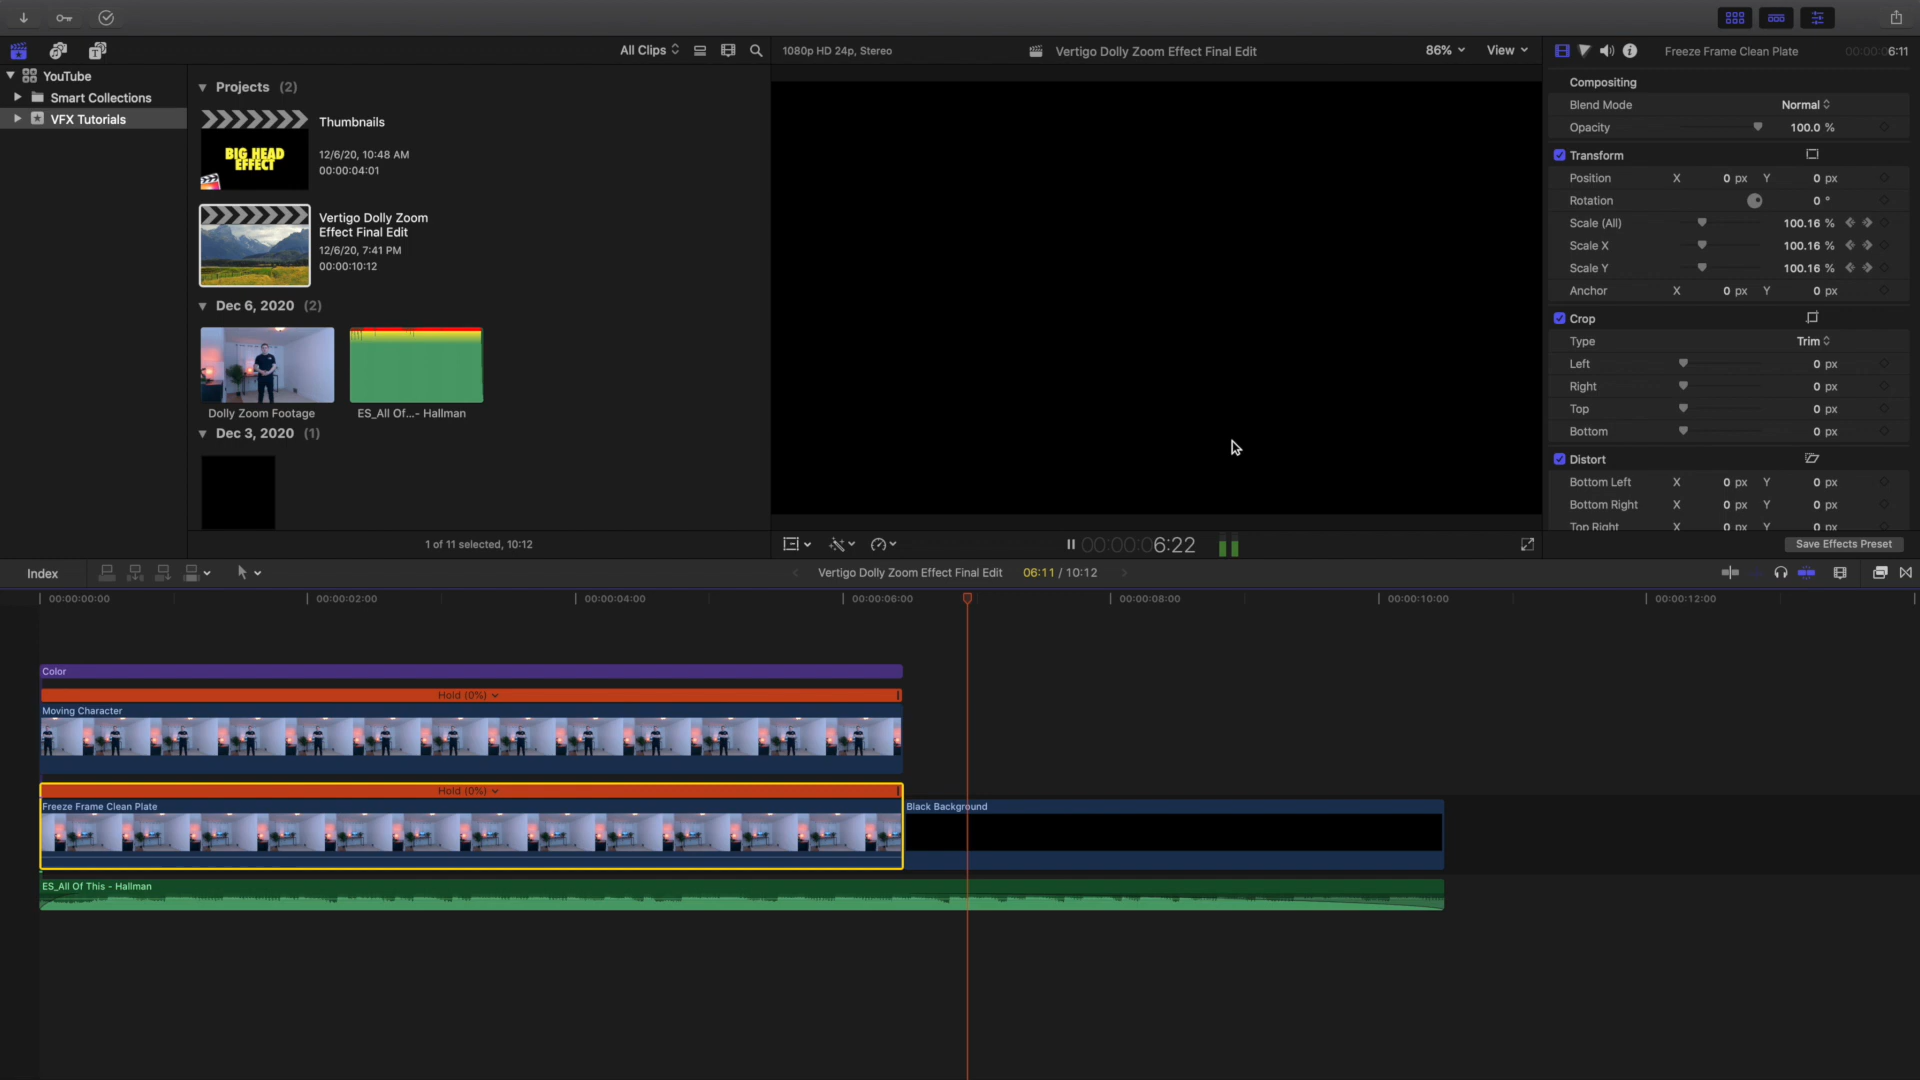 All Clips
1080p HD 24p, Stereo
Vertigo Dolly Zoom Effect Final Edit
86%
View
Freeze Frame Clean Plate
00:00:06:11
YouTube
Smart Collections
VFX Tutorials
Projects (2)
Thumbnails
12/6/20, 10:48 AM
00:00:04:01
BIG HEAD
EFFECT
Vertigo Dolly Zoom
Effect Final Edit
12/6/20, 7:41 PM
00:00:10:12
Dec 6, 2020 (2)
Dolly Zoom Footage
ES_All Of...- Hallman
Dec 3, 2020 (1)
1 of 11 selected, 10:12
00:00:06:22
Compositing
Blend Mode Normal
Opacity 100.0 %
Transform
Position X 0 px Y 0 px
Rotation 0 °
Scale (All) 100.16 %
Scale X 100.16 %
Scale Y 100.16 %
Anchor X 0 px Y 0 px
Crop
Type Trim
Left 0 px
Right 0 px
Top 0 px
Bottom 0 px
Distort
Bottom Left X 0 px Y 0 px
Bottom Right X 0 px Y 0 px
Top Right X 0 px Y 0 px
Save Effects Preset
Index
Vertigo Dolly Zoom Effect Final Edit
06:11 / 10:12
00:00:00:00
00:00:02:00
00:00:04:00
00:00:06:00
00:00:08:00
00:00:10:00
00:00:12:00
Color
Hold (0%)
Moving Character
Hold (0%)
Freeze Frame Clean Plate
Black Background
ES_All Of This - Hallman